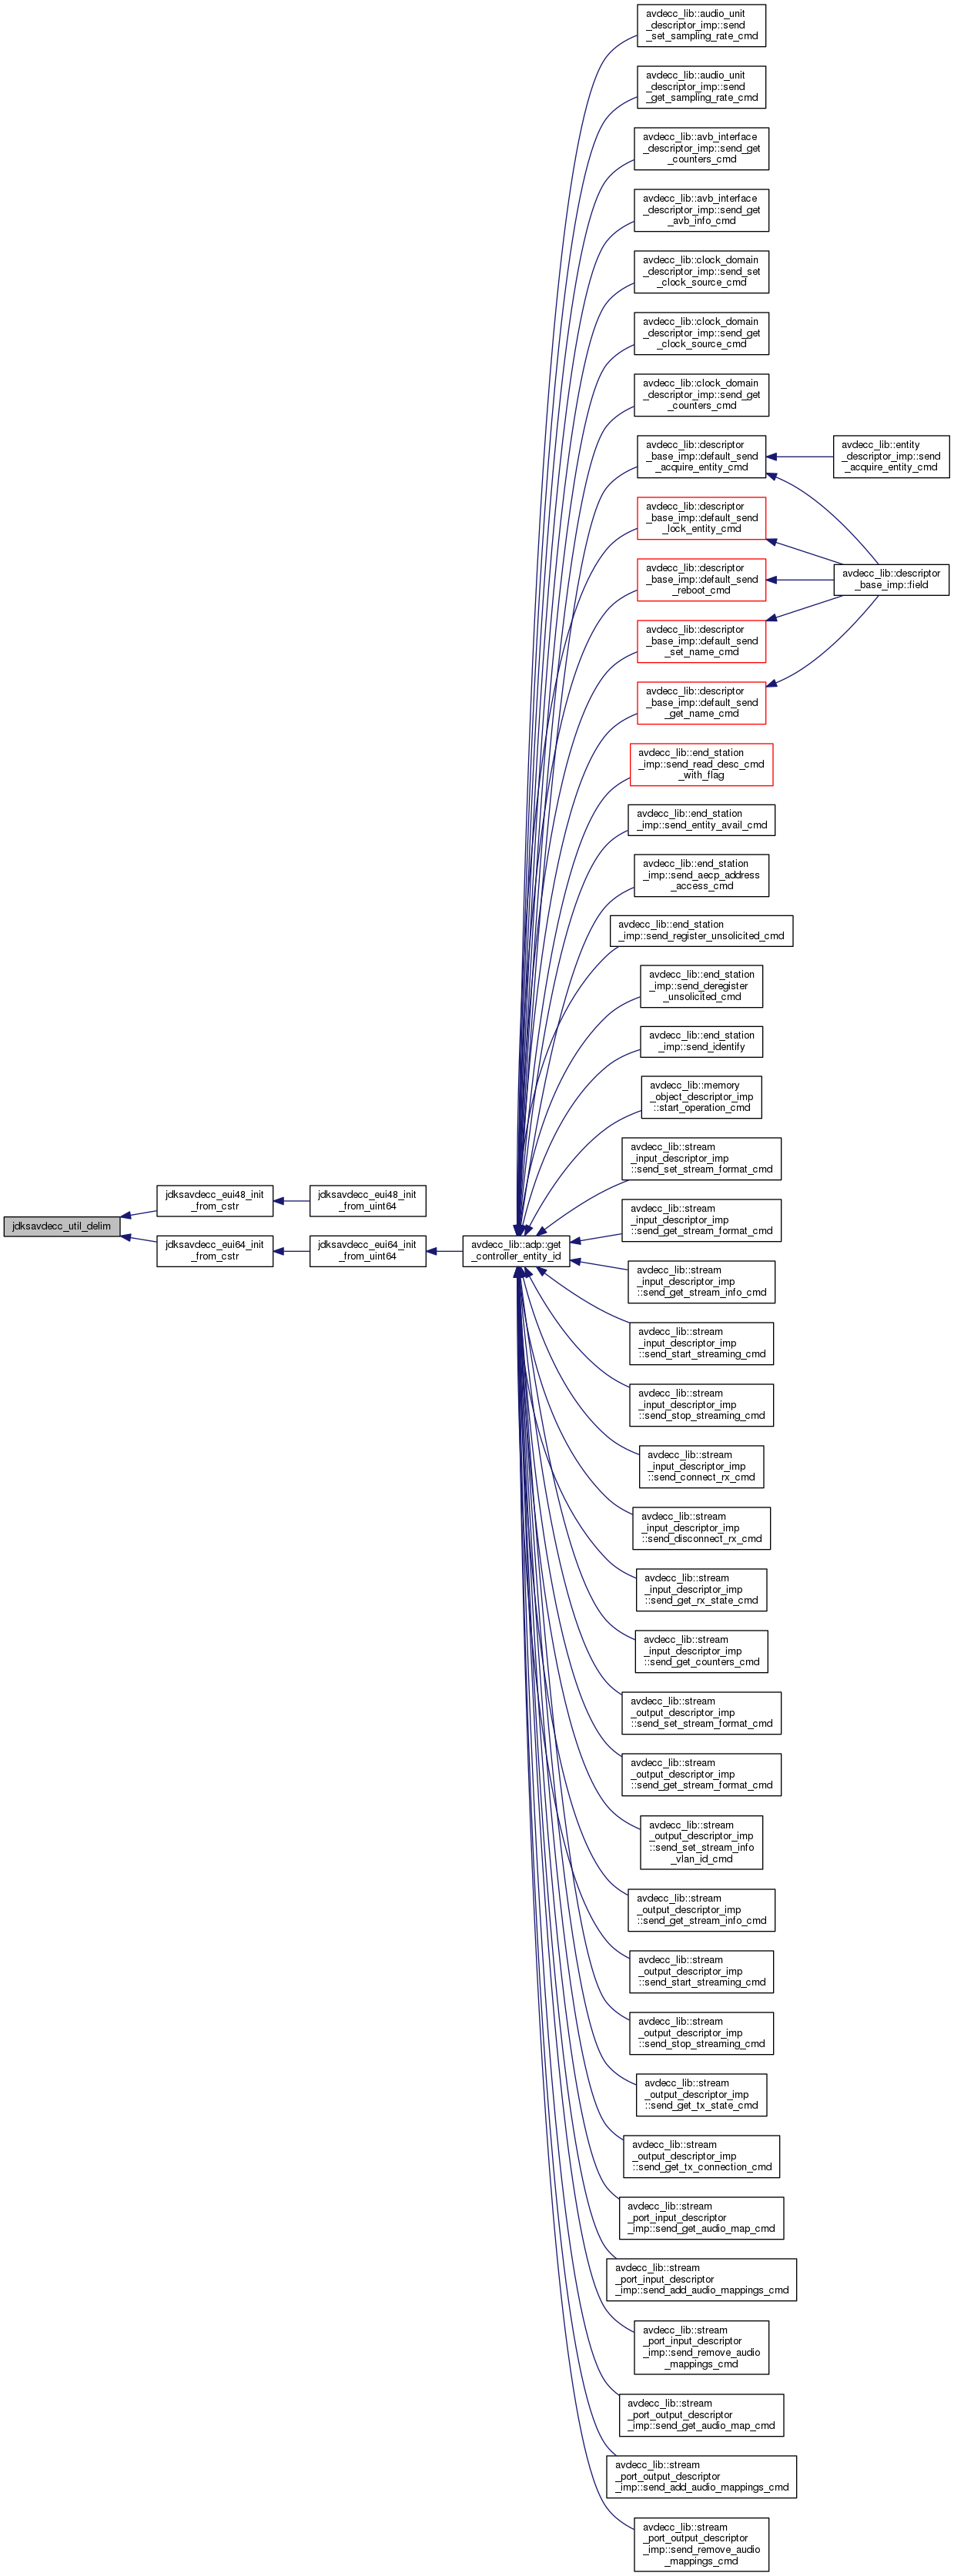 avdecc_lib::audio_unit
_descriptor_imp::send
_set_sampling_rate_cmd
avdecc_lib::audio_unit
_descriptor_imp::send
_get_sampling_rate_cmd
avdecc_lib::avb_interface
_descriptor_imp::send_get
_counters_cmd
avdecc_lib::avb_interface
_descriptor_imp::send_get
_avb_info_cmd
avdecc_lib::clock_domain
_descriptor_imp::send_set
_clock_source_cmd
avdecc_lib::clock_domain
_descriptor_imp::send_get
_clock_source_cmd
avdecc_lib::clock_domain
_descriptor_imp::send_get
_counters_cmd
avdecc_lib::descriptor
_base_imp::default_send
_acquire_entity_cmd
avdecc_lib::entity
_descriptor_imp::send
_acquire_entity_cmd
avdecc_lib::descriptor
_base_imp::default_send
_lock_entity_cmd
avdecc_lib::descriptor
_base_imp::default_send
_reboot_cmd
avdecc_lib::descriptor
_base_imp::field
avdecc_lib::descriptor
_base_imp::default_send
_set_name_cmd
avdecc_lib::descriptor
_base_imp::default_send
_get_name_cmd
avdecc_lib::end_station
_imp::send_read_desc_cmd
_with_flag
avdecc_lib::end_station
_imp::send_entity_avail_cmd
avdecc_lib::end_station
_imp::send_aecp_address
_access_cmd
avdecc_lib::end_station
_imp::send_register_unsolicited_cmd
avdecc_lib::end_station
_imp::send_deregister
_unsolicited_cmd
avdecc_lib::end_station
_imp::send_identify
avdecc_lib::memory
_object_descriptor_imp
::start_operation_cmd
avdecc_lib::stream
_input_descriptor_imp
::send_set_stream_format_cmd
jdksavdecc_util_delim
jdksavdecc_eui48_init
_from_cstr
jdksavdecc_eui48_init
_from_uint64
jdksavdecc_eui64_init
_from_cstr
jdksavdecc_eui64_init
_from_uint64
avdecc_lib::adp::get
_controller_entity_id
avdecc_lib::stream
_input_descriptor_imp
::send_get_stream_format_cmd
avdecc_lib::stream
_input_descriptor_imp
::send_get_stream_info_cmd
avdecc_lib::stream
_input_descriptor_imp
::send_start_streaming_cmd
avdecc_lib::stream
_input_descriptor_imp
::send_stop_streaming_cmd
avdecc_lib::stream
_input_descriptor_imp
::send_connect_rx_cmd
avdecc_lib::stream
_input_descriptor_imp
::send_disconnect_rx_cmd
avdecc_lib::stream
_input_descriptor_imp
::send_get_rx_state_cmd
avdecc_lib::stream
_input_descriptor_imp
::send_get_counters_cmd
avdecc_lib::stream
_output_descriptor_imp
::send_set_stream_format_cmd
avdecc_lib::stream
_output_descriptor_imp
::send_get_stream_format_cmd
avdecc_lib::stream
_output_descriptor_imp
::send_set_stream_info
_vlan_id_cmd
avdecc_lib::stream
_output_descriptor_imp
::send_get_stream_info_cmd
avdecc_lib::stream
_output_descriptor_imp
::send_start_streaming_cmd
avdecc_lib::stream
_output_descriptor_imp
::send_stop_streaming_cmd
avdecc_lib::stream
_output_descriptor_imp
::send_get_tx_state_cmd
avdecc_lib::stream
_output_descriptor_imp
::send_get_tx_connection_cmd
avdecc_lib::stream
_port_input_descriptor
_imp::send_get_audio_map_cmd
avdecc_lib::stream
_port_input_descriptor
_imp::send_add_audio_mappings_cmd
avdecc_lib::stream
_port_input_descriptor
_imp::send_remove_audio
_mappings_cmd
avdecc_lib::stream
_port_output_descriptor
_imp::send_get_audio_map_cmd
avdecc_lib::stream
_port_output_descriptor
_imp::send_add_audio_mappings_cmd
avdecc_lib::stream
_port_output_descriptor
_imp::send_remove_audio
_mappings_cmd